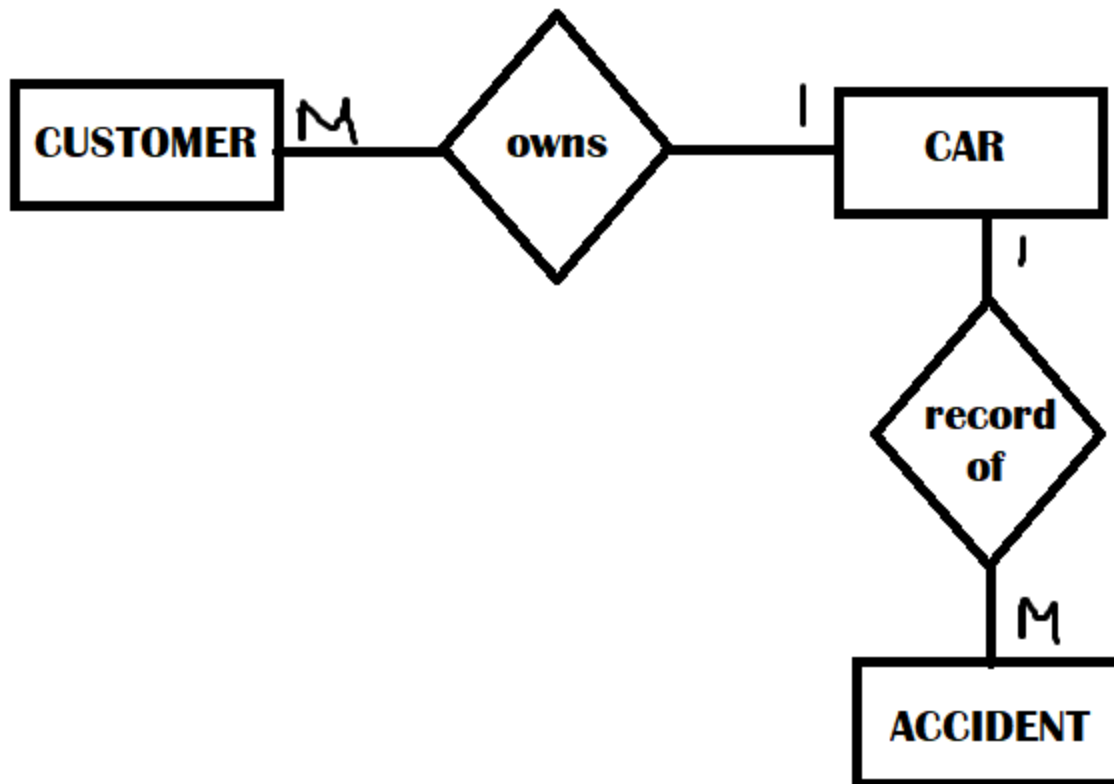 CUSTOMER
M
owns
1
CAR
1
record
of
M
ACCIDENT